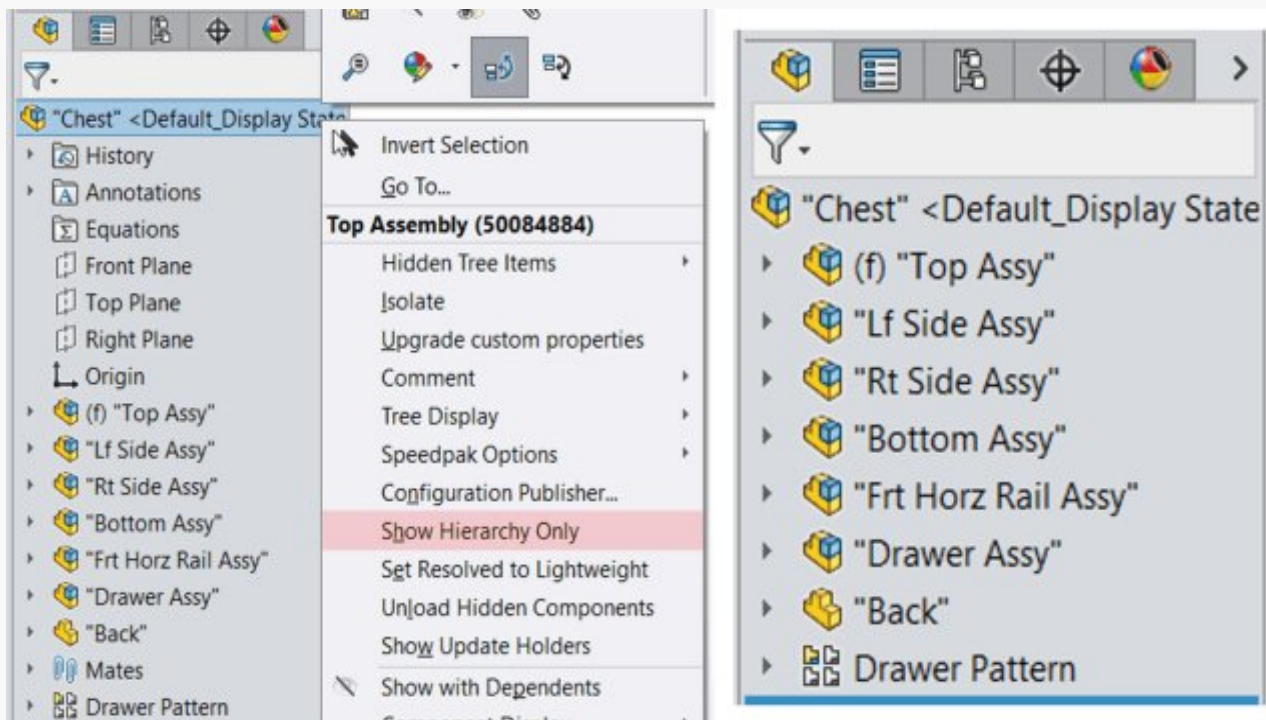 "Chest" <Default_Display State
History
Annotations
Equations
Front Plane
Top Plane
Right Plane
Origin
(f) "Top Assy"
"Lf Side Assy"
"Rt Side Assy"
"Bottom Assy"
"Frt Horz Rail Assy"
"Drawer Assy"
"Back"
Mates
Drawer Pattern
Invert Selection
Go To...
Top Assembly (50084884)
Hidden Tree Items
Isolate
Upgrade custom properties
Comment
Tree Display
Speedpak Options
Configuration Publisher...
Show Hierarchy Only
Set Resolved to Lightweight
Unload Hidden Components
Show Update Holders
Show with Dependents
Component Display
"Chest" <Default_Display State
(f) "Top Assy"
"Lf Side Assy"
"Rt Side Assy"
"Bottom Assy"
"Frt Horz Rail Assy"
"Drawer Assy"
"Back"
Drawer Pattern